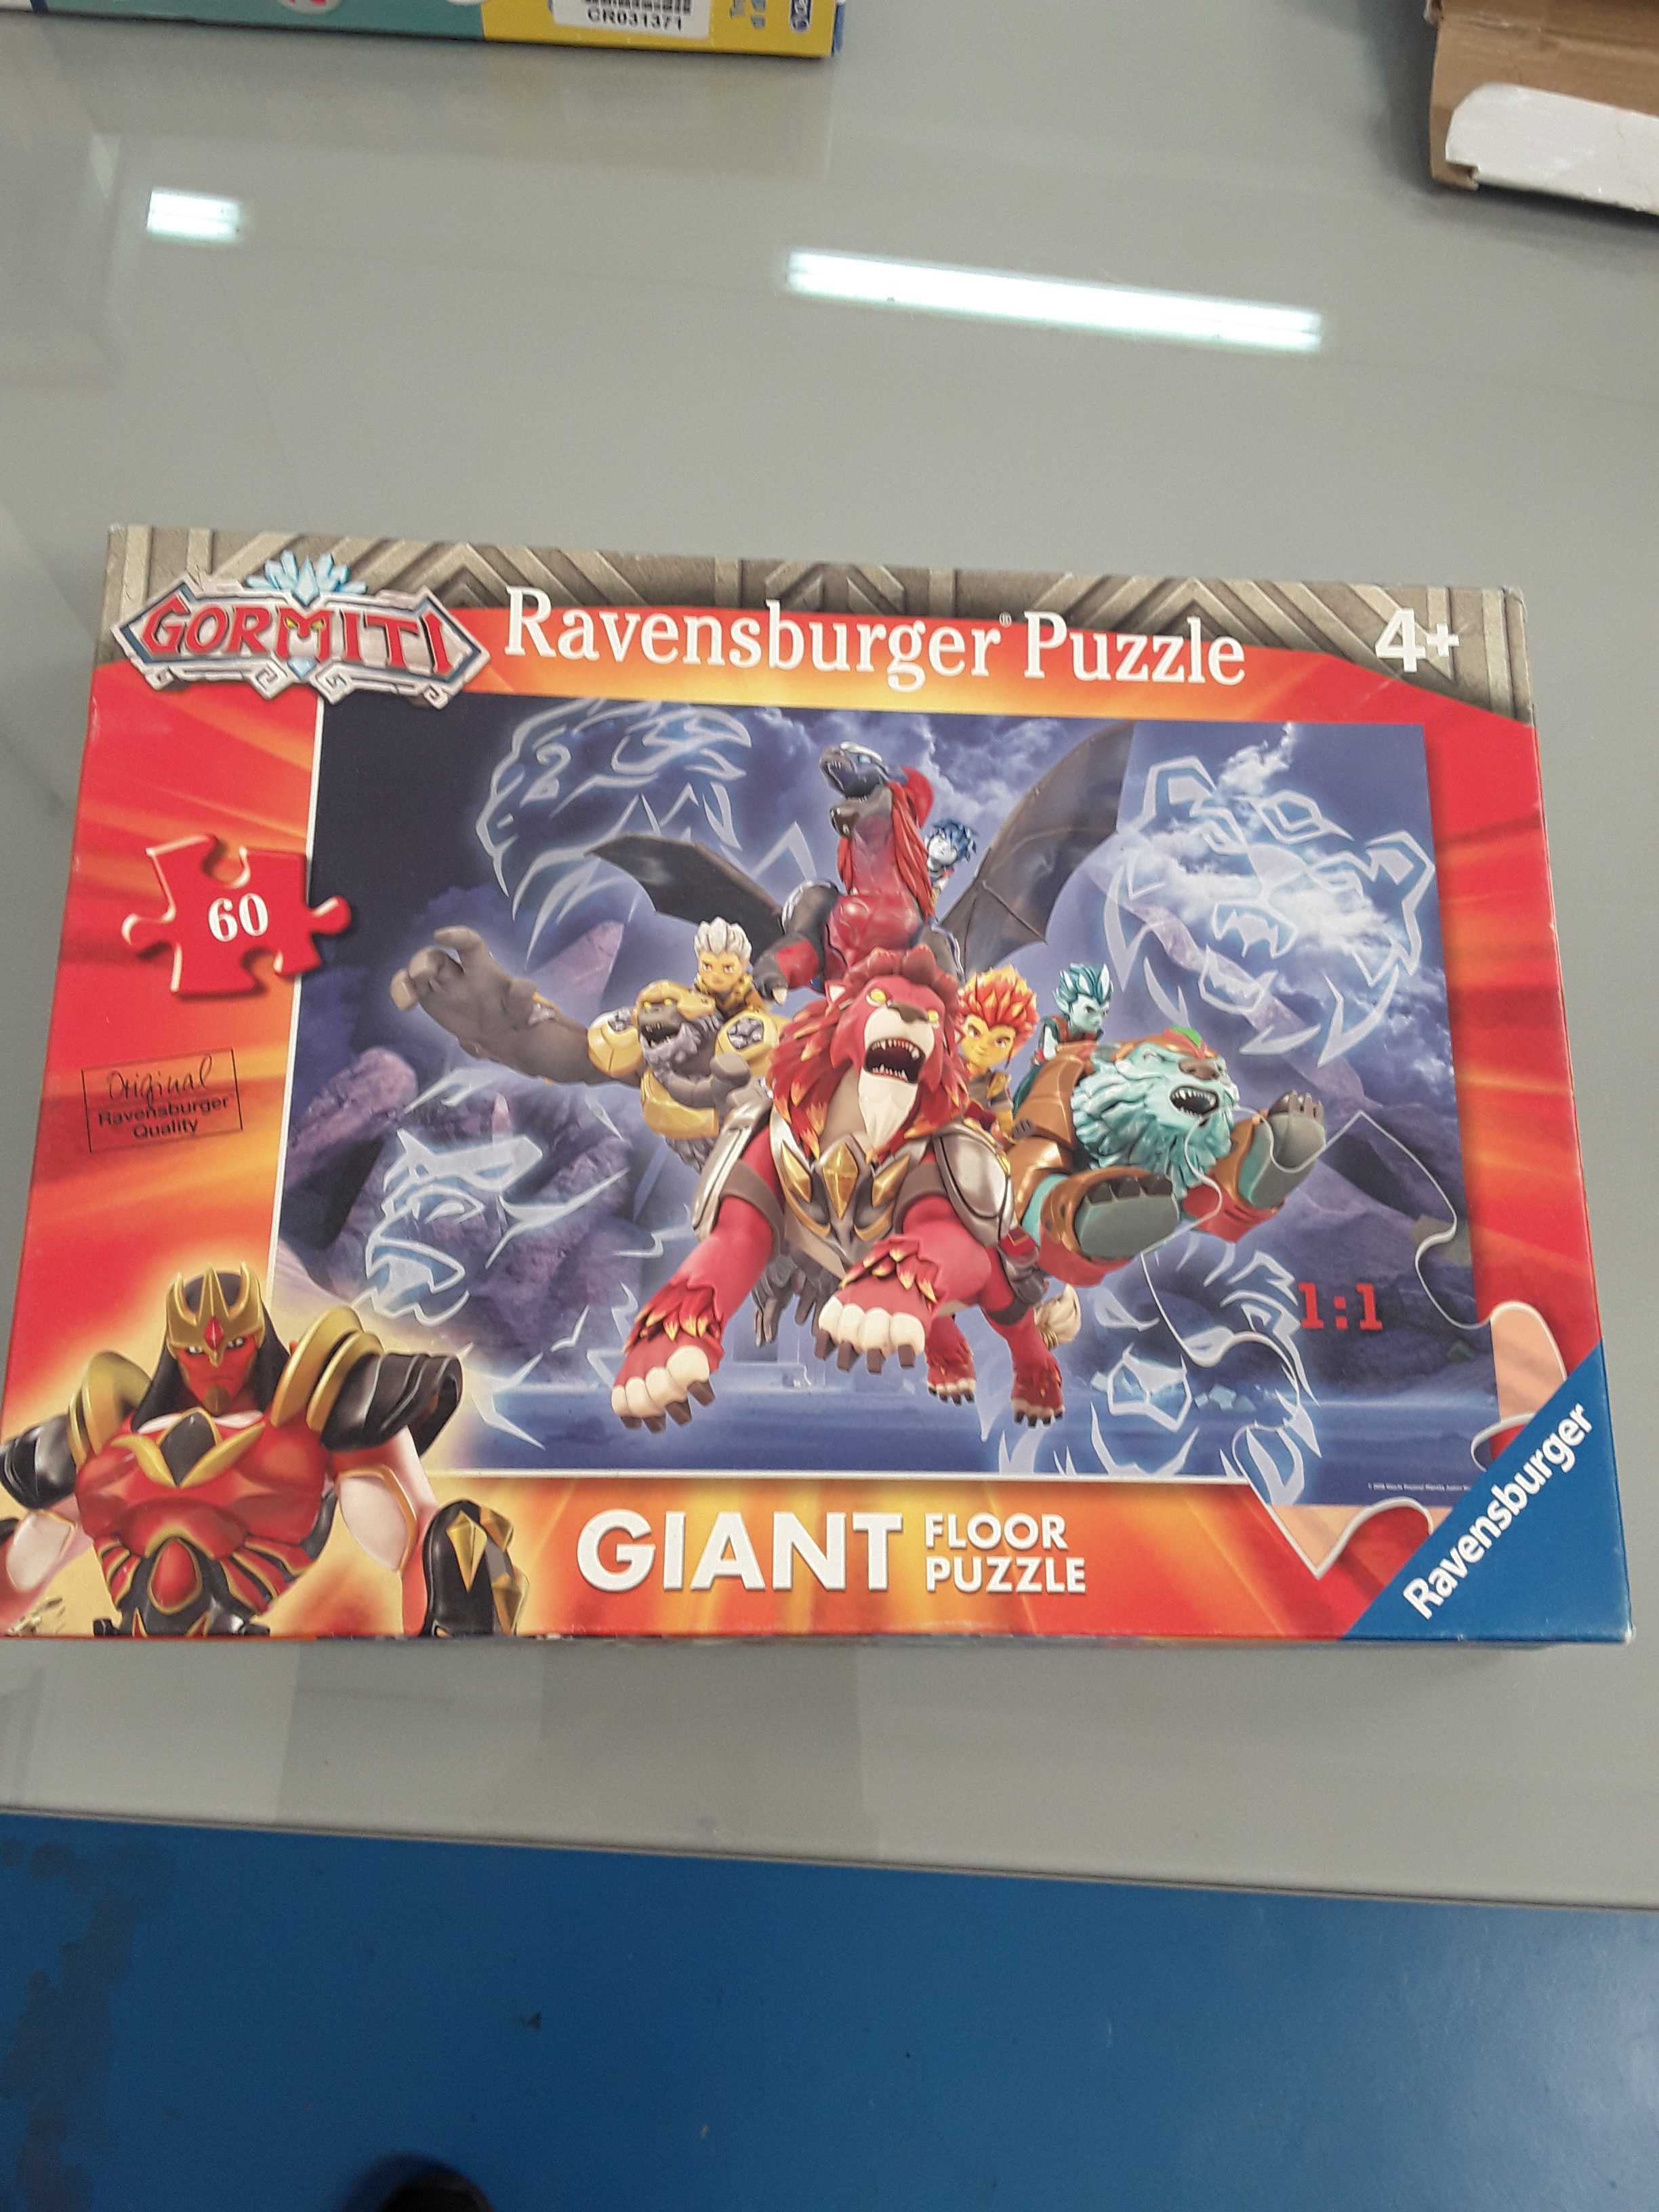 CR031371
GORMITI
Ravensburger® Puzzle
4+
60
Original
Ravensburger
Quality
1:1
GIANT
FLOOR
PUZZLE
Ravensburger